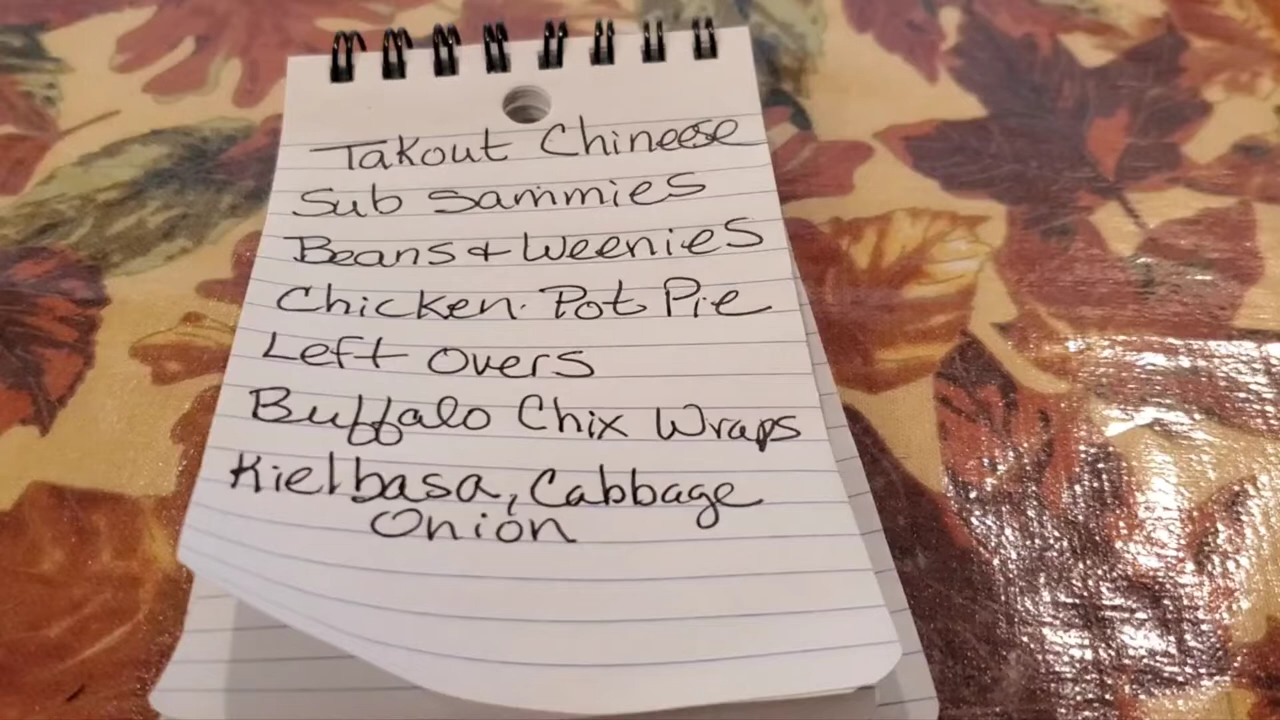 Takout Chineese
Sub Sammies
Beans + Weenies
Chicken Pot Pie
Left overs
Buffalo Chix Wraps
Kielbasa, Cabbage
Onion